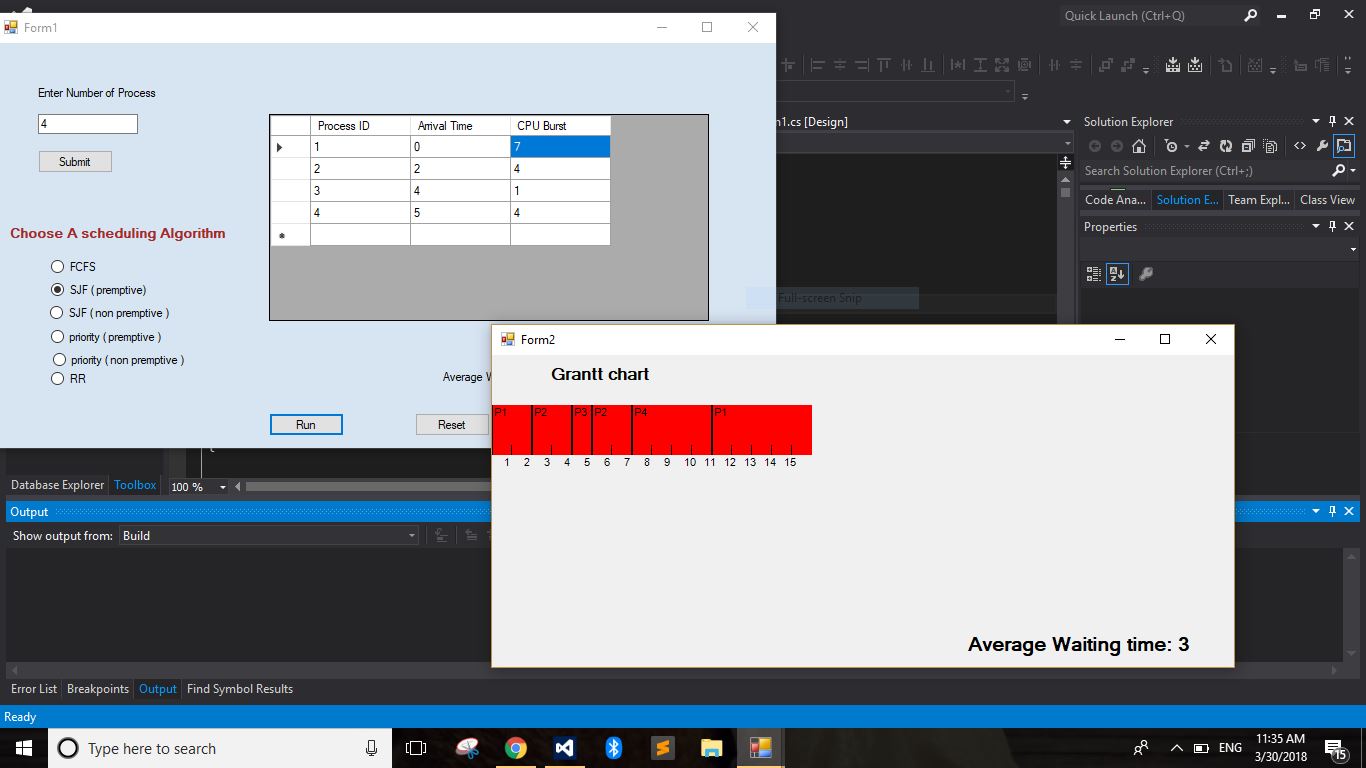 Form1
Quick Launch (Ctrl+Q)
Enter Number of Process
4
Submit
Process ID Arrival Time CPU Burst
1 0 7
2 2 4
3 4 1
4 5 4
Choose A scheduling Algorithm
FCFS
SJF ( premptive)
SJF ( non premptive )
priority ( premptive )
priority ( non premptive )
RR
Average
Run
Reset
[Design]
Solution Explorer
Search Solution Explorer (Ctrl+;)
Code Ana... Solution E... Team Expl... Class View
Properties
Full-screen Snip
Form2
Grantt chart
P1 P2 P3 P2 P4 P1
1 2 3 4 5 6 7 8 9 10 11 12 13 14 15
Average Waiting time: 3
Database Explorer Toolbox
100 %
Output
Show output from: Build
Error List Breakpoints Output Find Symbol Results
Ready
Type here to search
ENG
11:35 AM
3/30/2018
15